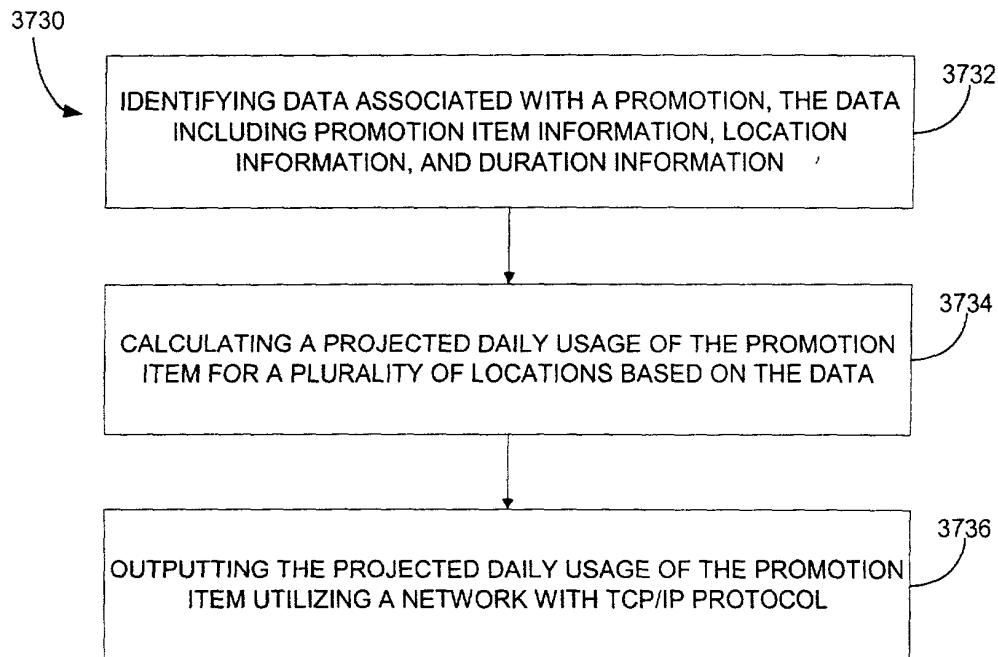 3730
3732
IDENTIFYING DATA ASSOCIATED WITH A PROMOTION, THE DATA
INCLUDING PROMOTION ITEM INFORMATION, LOCATION
INFORMATION, AND DURATION INFORMATION
3734
CALCULATING A PROJECTED DAILY USAGE OF THE PROMOTION
ITEM FOR A PLURALITY OF LOCATIONS BASED ON THE DATA
3736
OUTPUTTING THE PROJECTED DAILY USAGE OF THE PROMOTION
ITEM UTILIZING A NETWORK WITH TCP/IP PROTOCOL